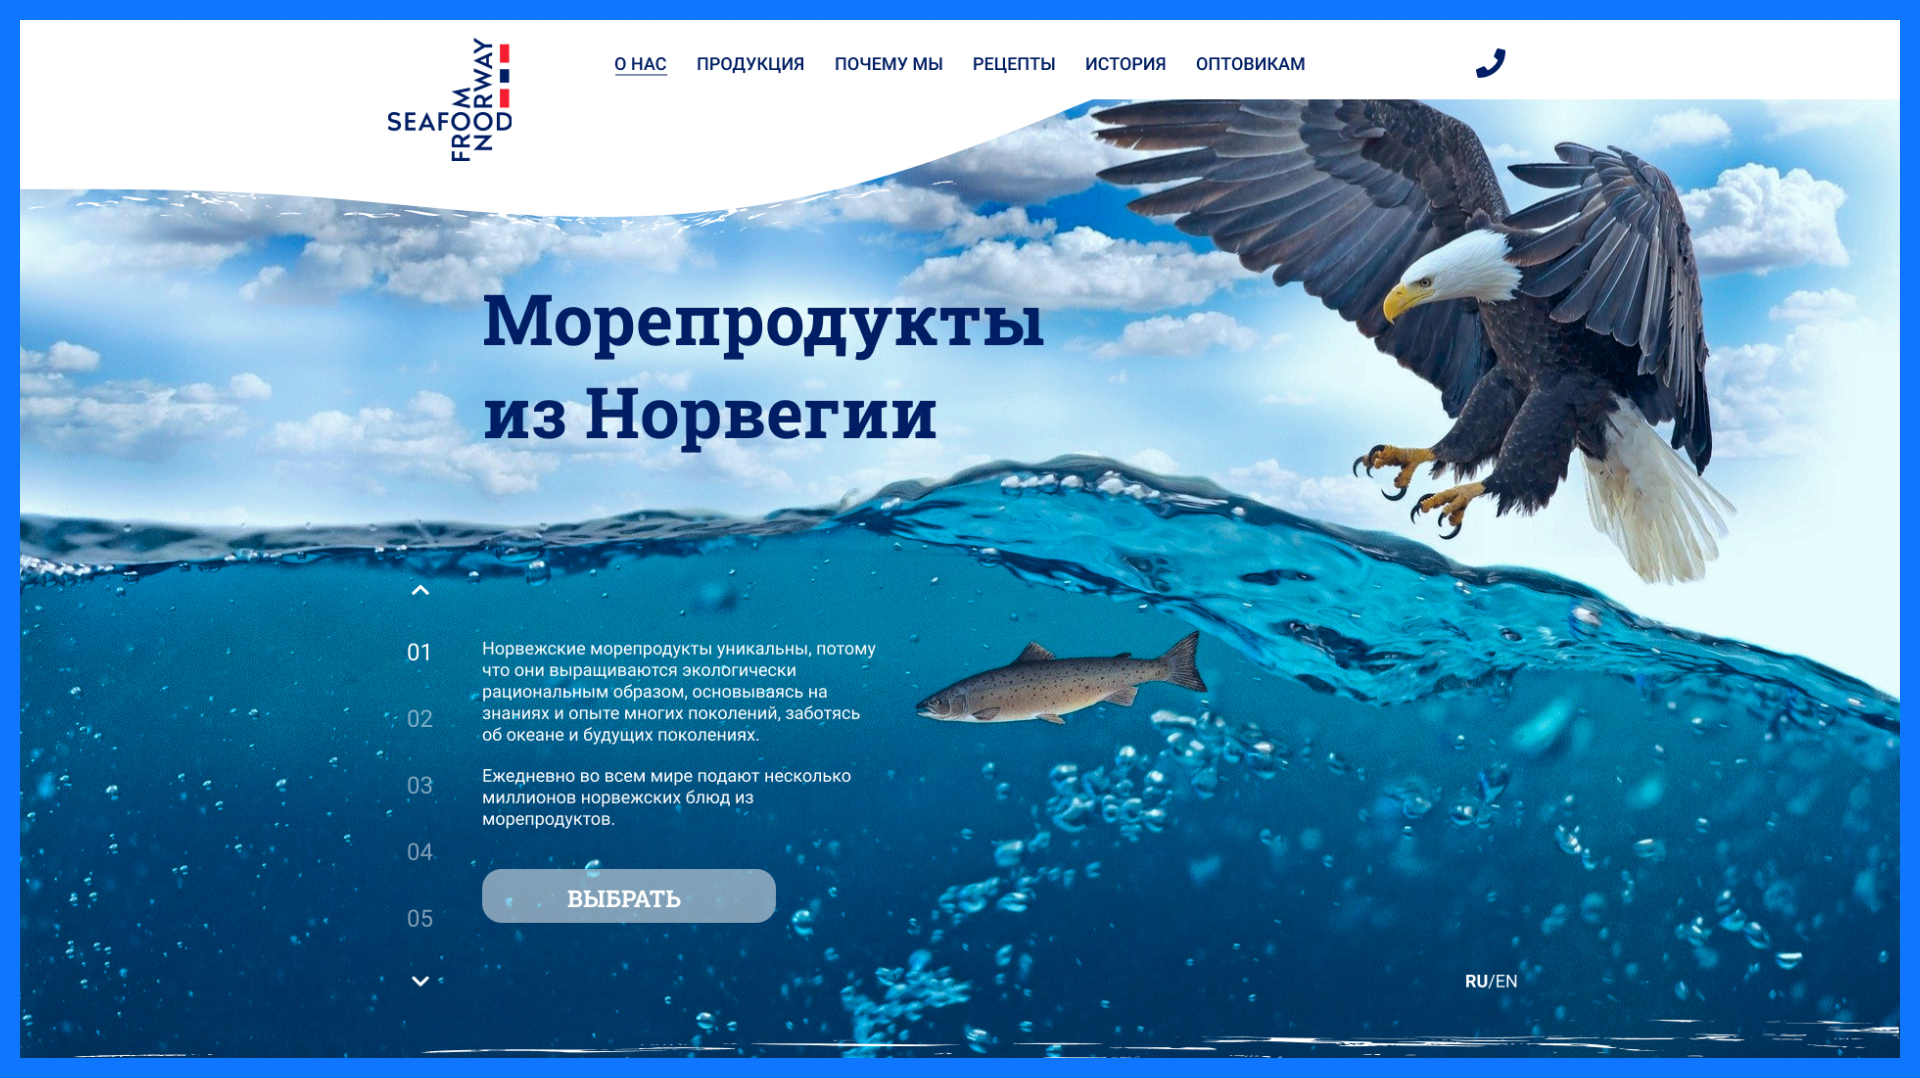 SEAFOOD
FROM
NORWAY
О НАС ПРОДУКЦИЯ ПОЧЕМУ МЫ РЕЦЕПТЫ ИСТОРИЯ ОПТОВИКАМ
Морепродукты
из Норвегии
01
02
03
04
05
Норвежские морепродукты уникальны, потому
что они выращиваются экологически
рациональным образом, основываясь на
знаниях и опыте многих поколений, заботясь
об океане и будущих поколениях.
Ежедневно во всем мире подают несколько
миллионов норвежских блюд из
морепродуктов.
ВЫБРАТЬ
RU/EN